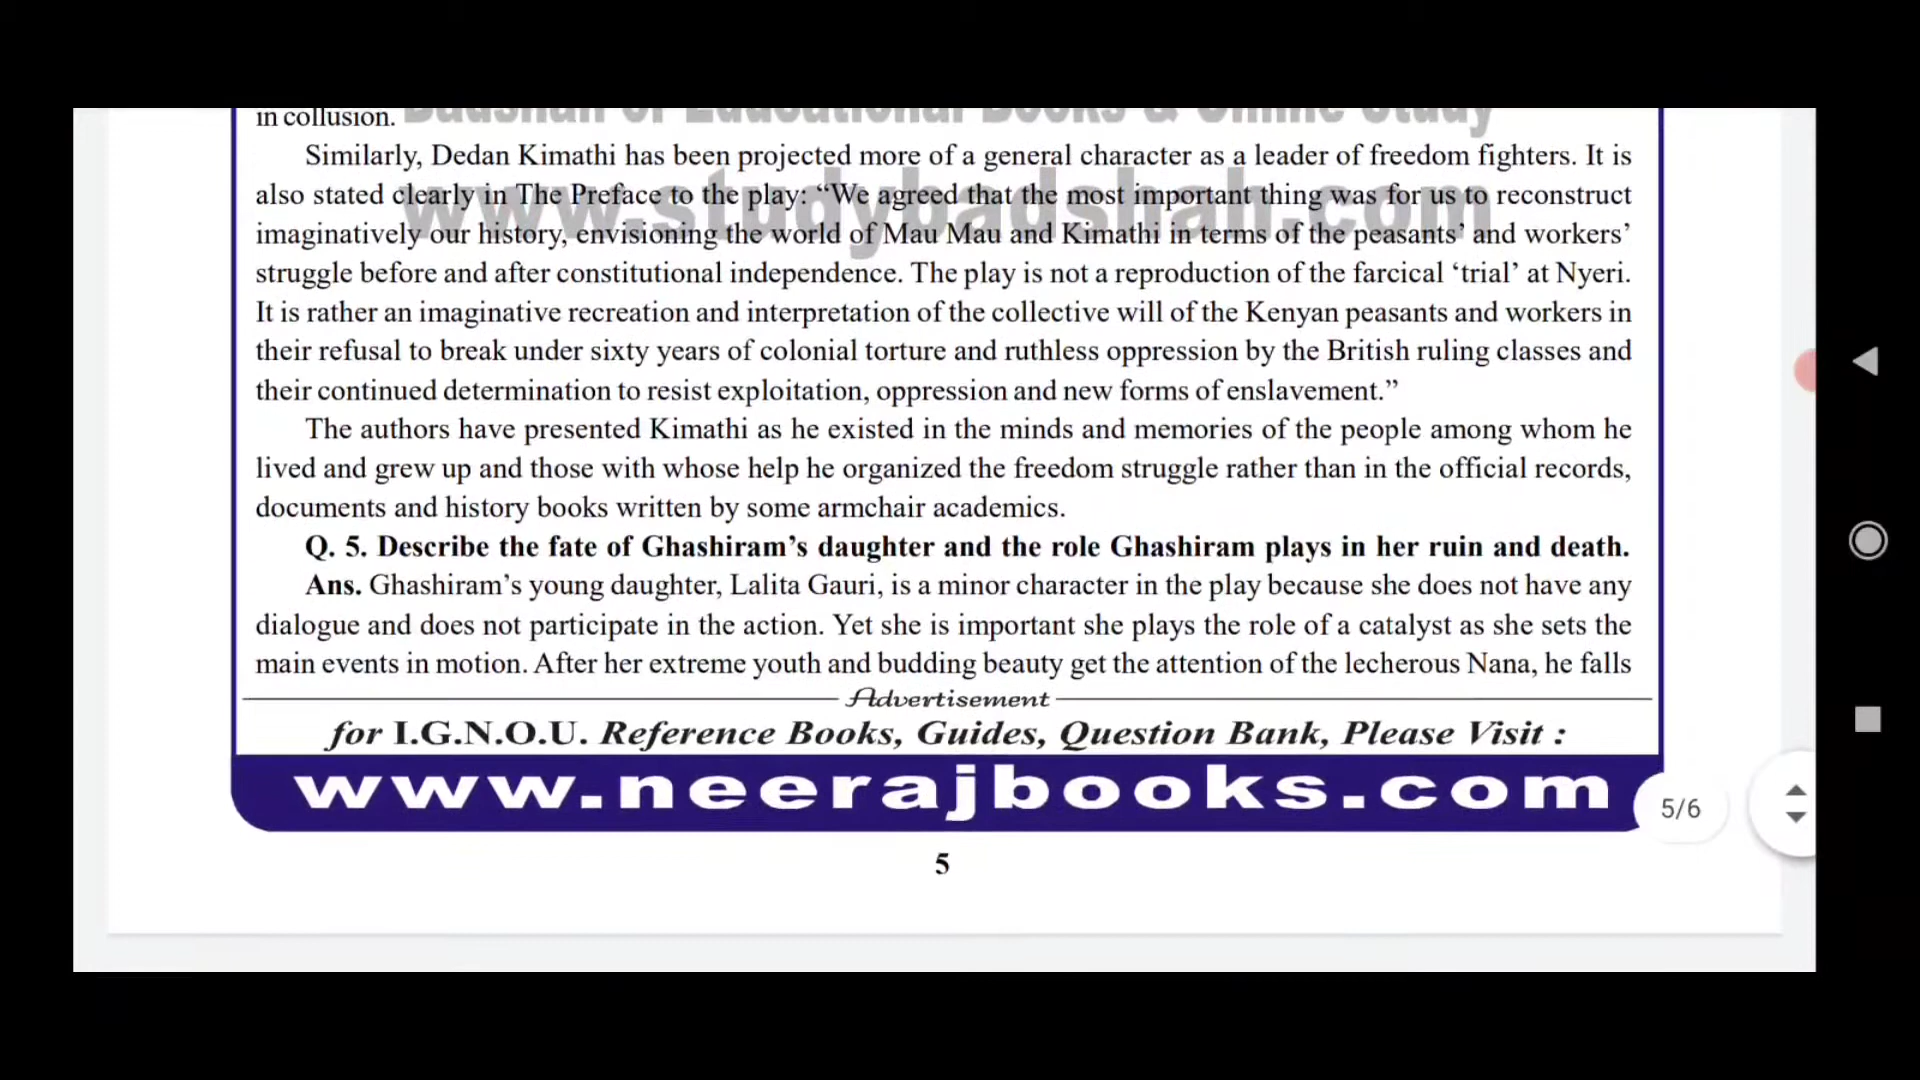 in collusion.
Badshah of Educational Books & Online Study
Similarly, Dedan Kimathi has been projected more of a general character as a leader of freedom fighters. It is
also stated clearly in The Preface to the play: “We agreed that the most important thing was for us to reconstruct
www.studybadshah.com
imaginatively our history, envisioning the world of Mau Mau and Kimathi in terms of the peasants’ and workers’
struggle before and after constitutional independence. The play is not a reproduction of the farcical ‘trial’ at Nyeri.
It is rather an imaginative recreation and interpretation of the collective will of the Kenyan peasants and workers in
their refusal to break under sixty years of colonial torture and ruthless oppression by the British ruling classes and
their continued determination to resist exploitation, oppression and new forms of enslavement.”
The authors have presented Kimathi as he existed in the minds and memories of the people among whom he
lived and grew up and those with whose help he organized the freedom struggle rather than in the official records,
documents and history books written by some armchair academics.
Q. 5. Describe the fate of Ghashiram’s daughter and the role Ghashiram plays in her ruin and death.
Ans. Ghashiram’s young daughter, Lalita Gauri, is a minor character in the play because she does not have any
dialogue and does not participate in the action. Yet she is important she plays the role of a catalyst as she sets the
main events in motion. After her extreme youth and budding beauty get the attention of the lecherous Nana, he falls
Advertisement
for I.G.N.O.U. Reference Books, Guides, Question Bank, Please Visit :
www.neerajbooks.com
5/6
5